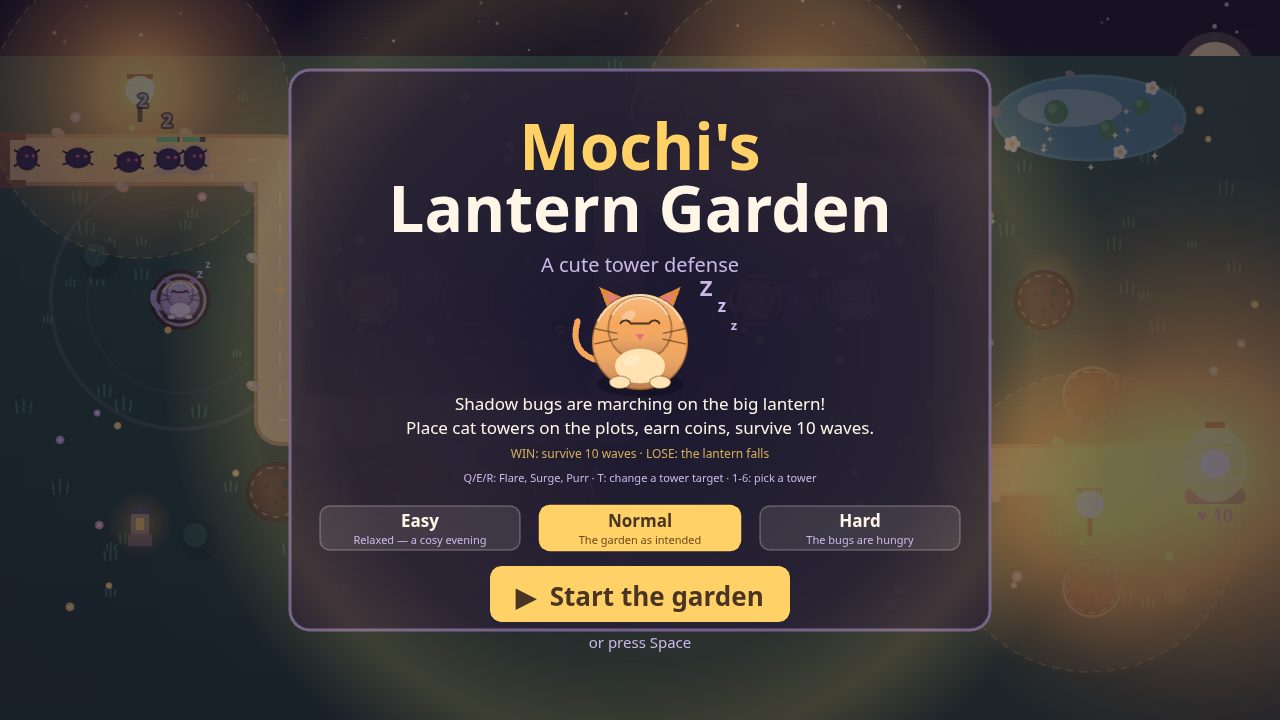 2
2
z
z
Mochi's
Lantern Garden
A cute tower defense
z
z
z
Shadow bugs are marching on the big lantern!
Place cat towers on the plots, earn coins, survive 10 waves.
WIN: survive 10 waves · LOSE: the lantern falls
Q/E/R: Flare, Surge, Purr · T: change a tower target · 1-6: pick a tower
Easy
Relaxed — a cosy evening
Normal
The garden as intended
Hard
The bugs are hungry
♥ 10
▶ Start the garden
or press Space